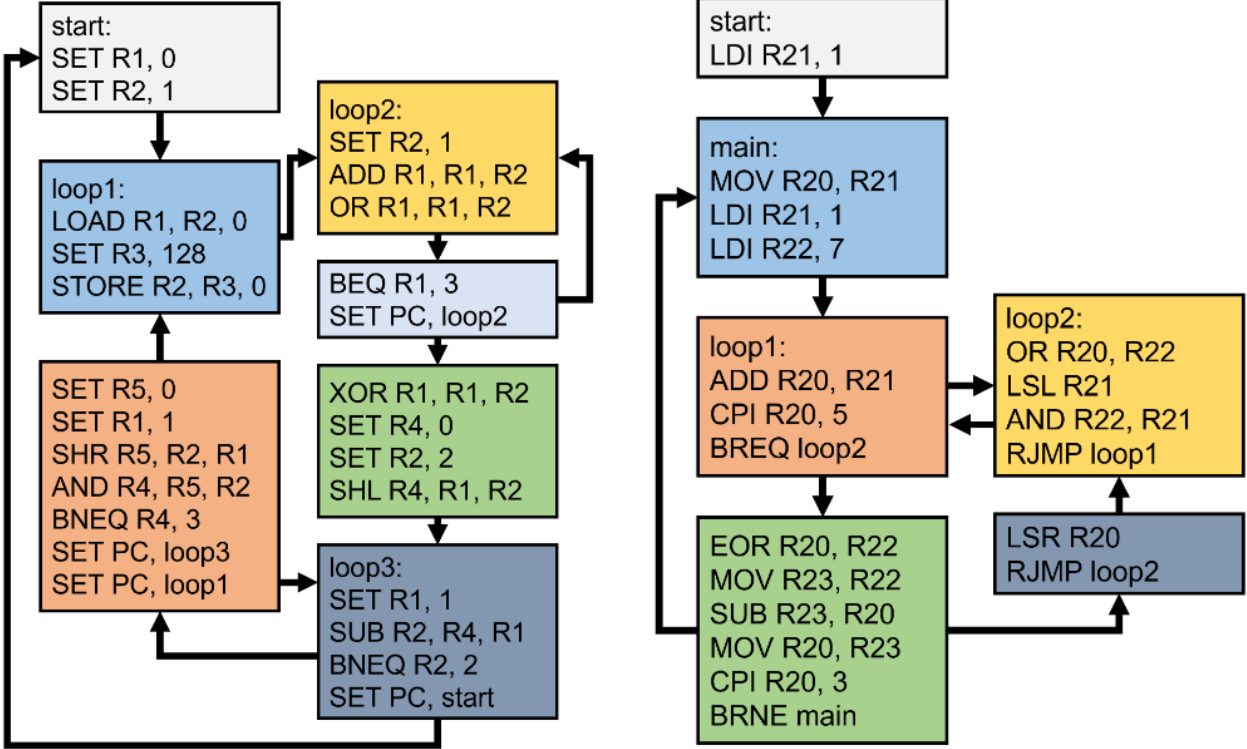 start:
SET R1, 0
SET R2, 1
loop1:
LOAD R1, R2, 0
SET R3, 128
STORE R2, R3, 0
SET R5, 0
SET R1, 1
SHR R5, R2, R1
AND R4, R5, R2
BNEQ R4, 3
SET PC, loop3
SET PC, loop1
loop2:
SET R2, 1
ADD R1, R1, R2
OR R1, R1, R2
BEQ R1, 3
SET PC, loop2
XOR R1, R1, R2
SET R4, 0
SET R2, 2
SHL R4, R1, R2
loop3:
SET R1, 1
SUB R2, R4, R1
BNEQ R2, 2
SET PC, start
start:
LDI R21, 1
main:
MOV R20, R21
LDI R21, 1
LDI R22, 7
loop1:
ADD R20, R21
CPI R20, 5
BREQ loop2
EOR R20, R22
MOV R23, R22
SUB R23, R20
MOV R20, R23
CPI R20, 3
BRNE main
loop2:
OR R20, R22
LSL R21
AND R22, R21
RJMP loop1
LSR R20
RJMP loop2